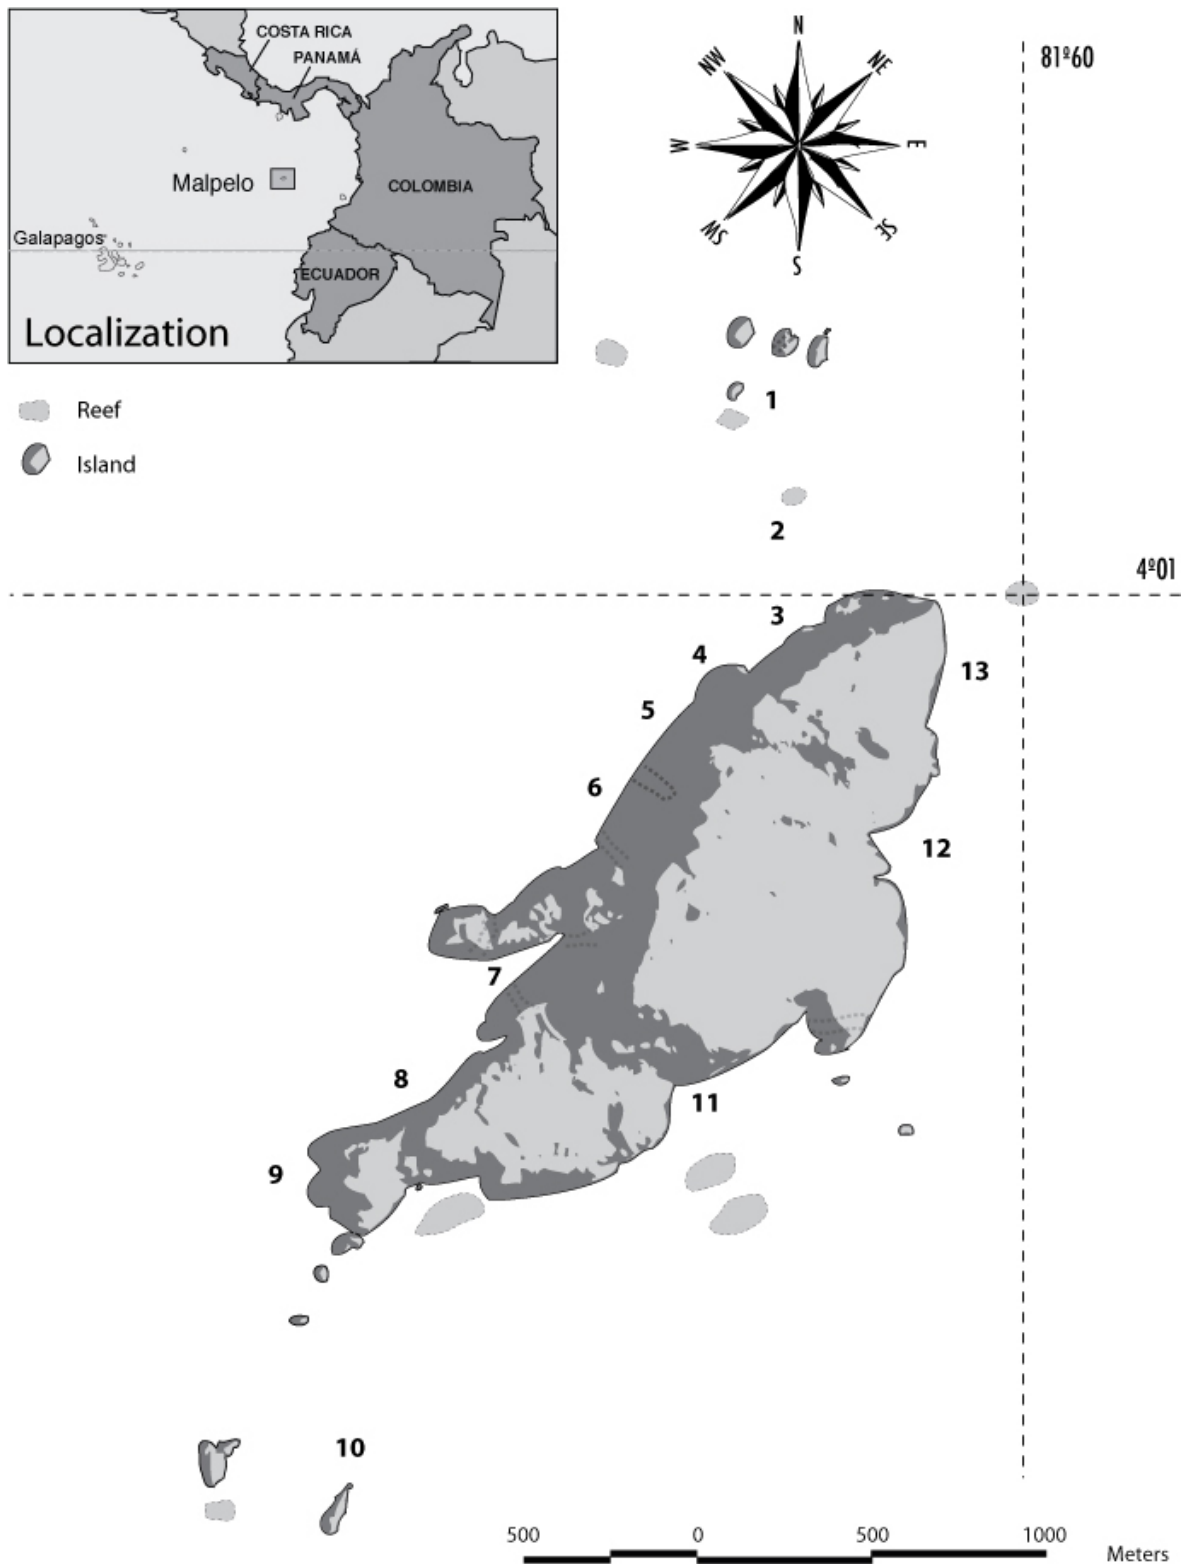 COSTA RICA
PANAMÁ
Malpelo
COLOMBIA
Galapagos
ECUADOR
Localization
N
NW
NE
W
E
SW
SE
S
81º60
Reef
Island
1
2
4º01
3
4
13
5
6
12
7
8
11
9
10
500
0
500
1000
Meters